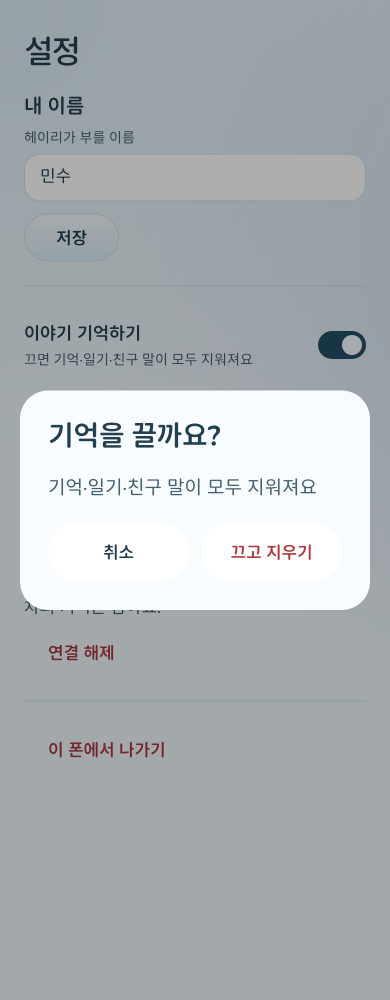 설정
내 이름
헤이리가 부를 이름
민수
저장
이야기 기억하기
끄면 기억·일기·친구 말이 모두 지워져요
기억을 끌까요?
기억·일기·친구 말이 모두 지워져요
취소
끄고 지우기
연결 해제
이 폰에서 나가기